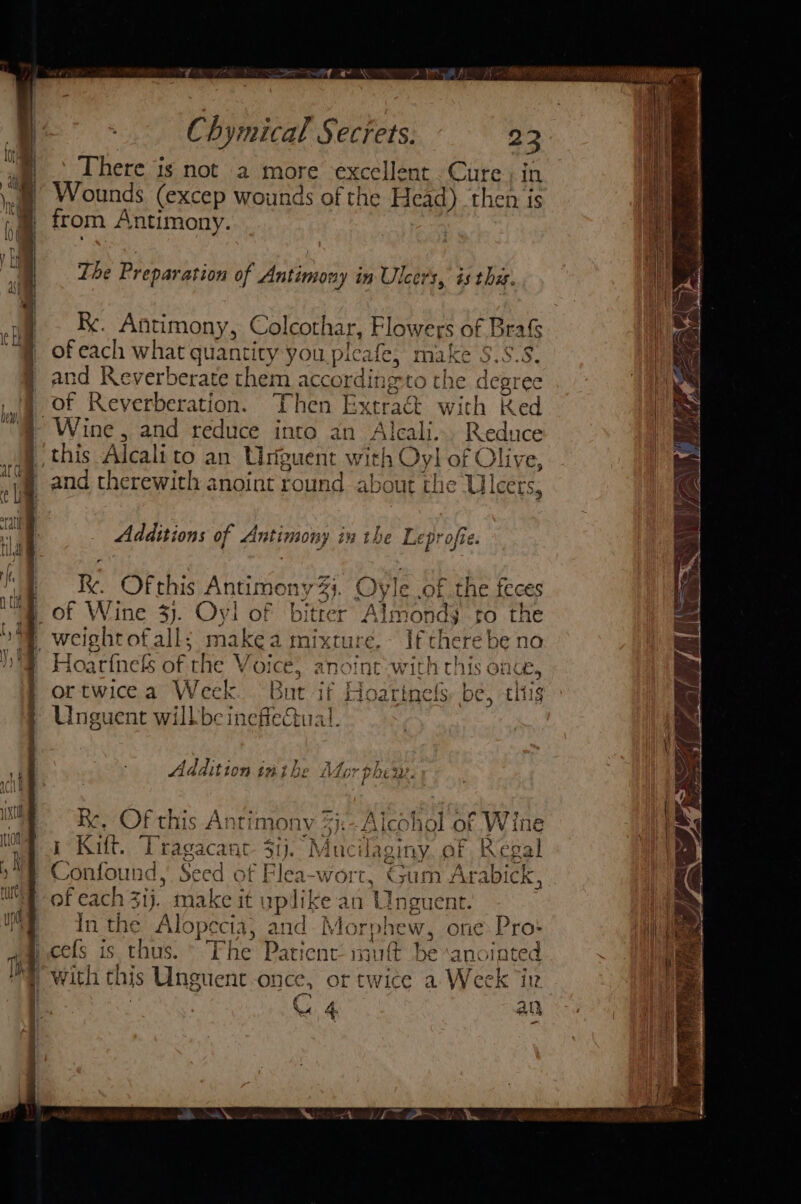 Chymical Secrets. 23
There is not a more excellent Cure in
Wounds (excep wounds of the Head) then is
from Antimony.
The Preparation of Antimony in Ulcers, is this.
℞. Antimony, Colcothar, Flowers of Braſs
of each what quantity you pleaſe, make S.S.S.
and Reverberate them according to the degree
of Reverberation. Then Extract with Red
Wine, and reduce into an Alcali. Reduce
this Alcali to an Unguent with Oyl of Olive,
and therewith anoint round about the Ulcers,
Additions of Antimony in the Leproſie.
℞. Of this Antimony ℥j. Oyle of the feces
of Wine ʒj. Oyl of bitter Almonds to the
weight of all; make a mixture. If there be no
Hoarſneſs of the Voice, anoint with this once,
or twice a Week. But if Hoarſneſs be, this
Unguent will be ineffectual.
Addition in the Morphew.
℞. Of this Antimony ℥j. Alcohol of Wine
1 Kift. Tragacant ʒij. Mucilaginy of Regal
Confound, Seed of Flea-wort, Gum Arabick,
of each ʒij. make it uplike an Unguent.
In the Alopecia, and Morphew, one Pro-
ceſs is thus. The Patient muſt be anointed
with this Unguent once, or twice a Week in
C 4 an